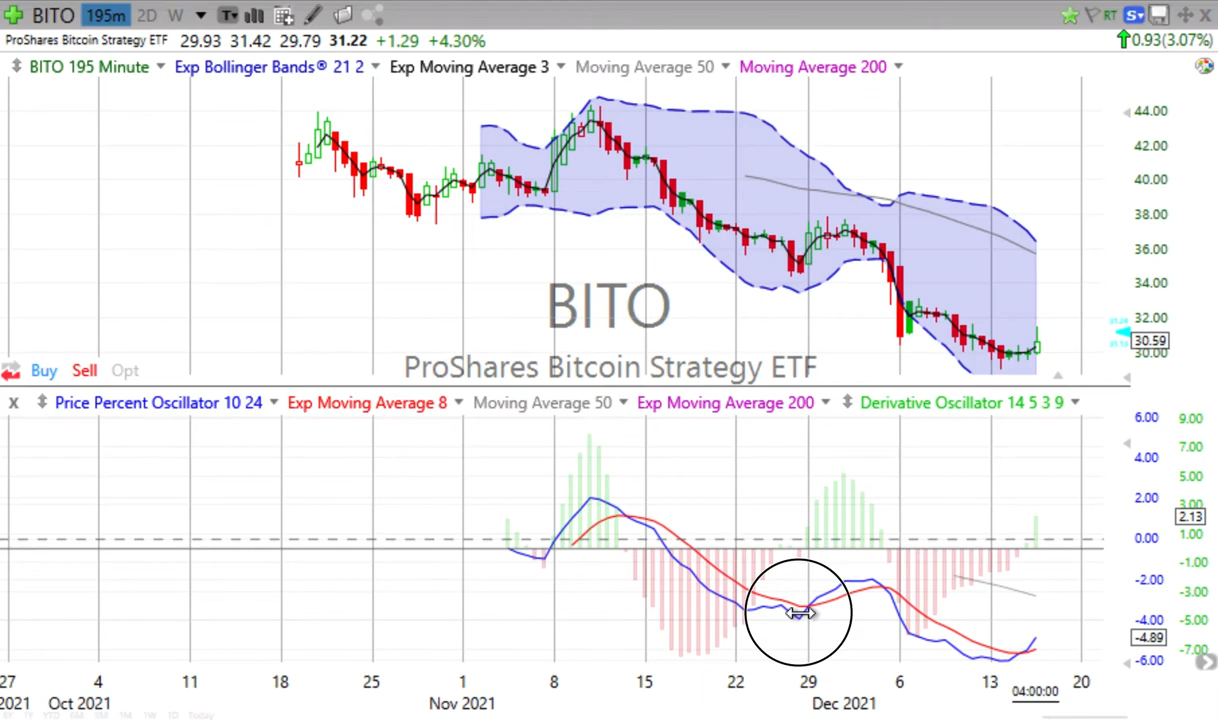 BITO 195m 2D W T S
RT
ProShares Bitcoin Strategy ETF 29.93 31.42 29.79 31.22 +1.29 +4.30% 0.93(3.07%)
BITO 195 Minute Exp Bollinger Bands® 21 2 Exp Moving Average 3 Moving Average 50 Moving Average 200
44.00
42.00
40.00
38.00
36.00
34.00
32.00
30.59
30.00
BITO
ProShares Bitcoin Strategy ETF
Buy Sell Opt
X Price Percent Oscillator 10 24 Exp Moving Average 8 Moving Average 50 Exp Moving Average 200 Derivative Oscillator 14 5 3 9
6.00 9.00
7.00
4.00 5.00
2.00 3.00
2.13
0.00 1.00
-1.00
-2.00 -3.00
-4.00 -5.00
-4.89
-6.00 -7.00
27 4 11 18 25 1 8 15 22 29 6 13 20
04:00:00
2021 Oct 2021 Nov 2021 Dec 2021
Today